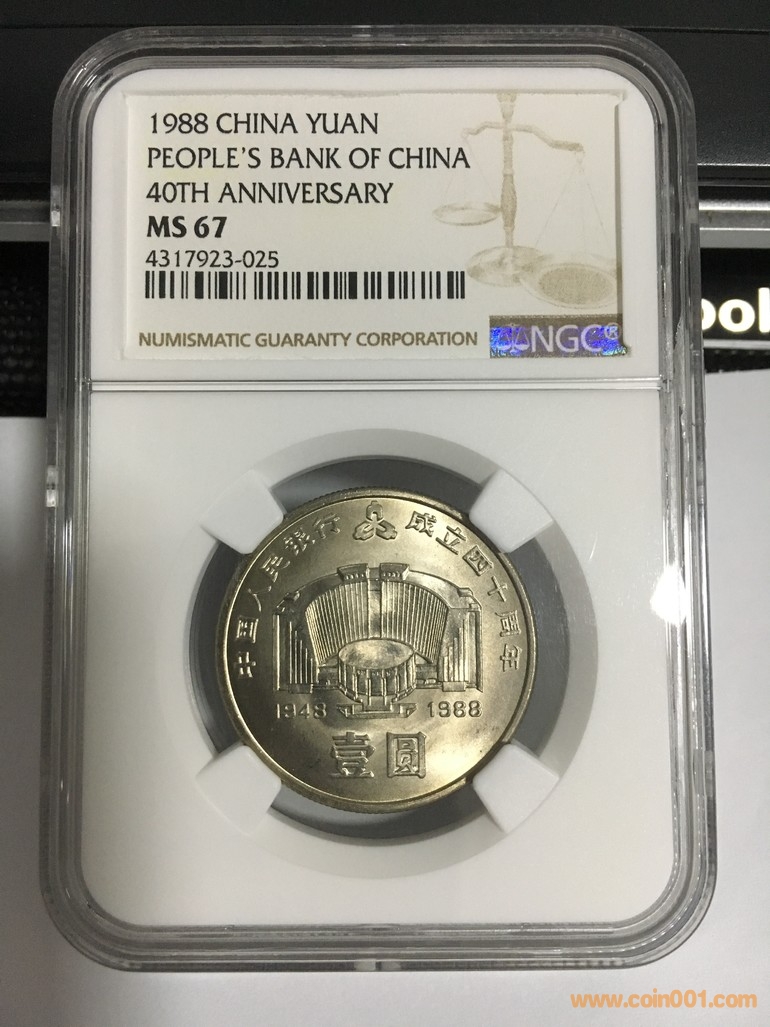 1988 CHINA YUAN
PEOPLE'S BANK OF CHINA
40TH ANNIVERSARY
MS 67
4317923-025
NUMISMATIC GUARANTY CORPORATION
NGC®
ool
中国人民银行 成立四十周年
1948 1988
壹圆
www.coin001.com